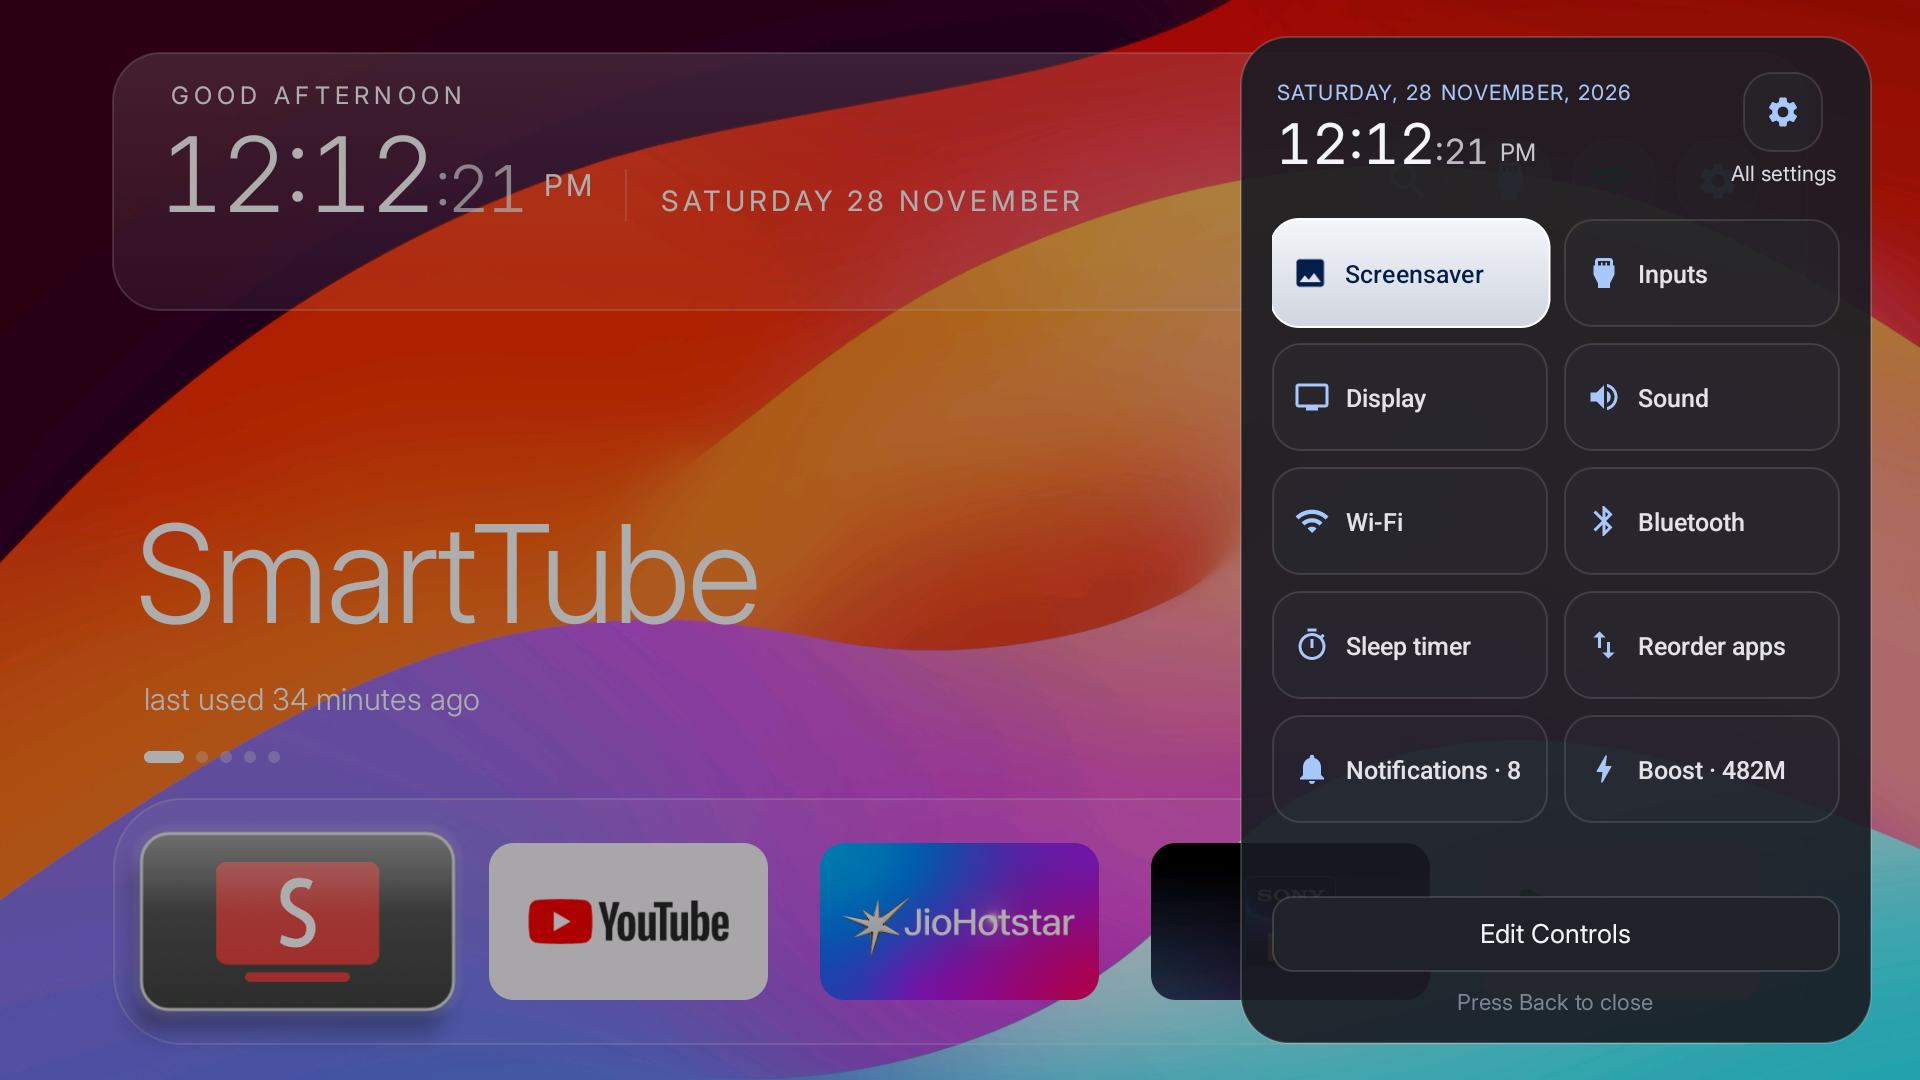 GOOD AFTERNOON
12:12:21 PM
SATURDAY 28 NOVEMBER
SmartTube
last used 34 minutes ago
S
YouTube
JioHotstar
SONY
SATURDAY, 28 NOVEMBER, 2026
12:12:21 PM
All settings
Screensaver
Inputs
Display
Sound
Wi-Fi
Bluetooth
Sleep timer
Reorder apps
Notifications · 8
Boost · 482M
Edit Controls
Press Back to close